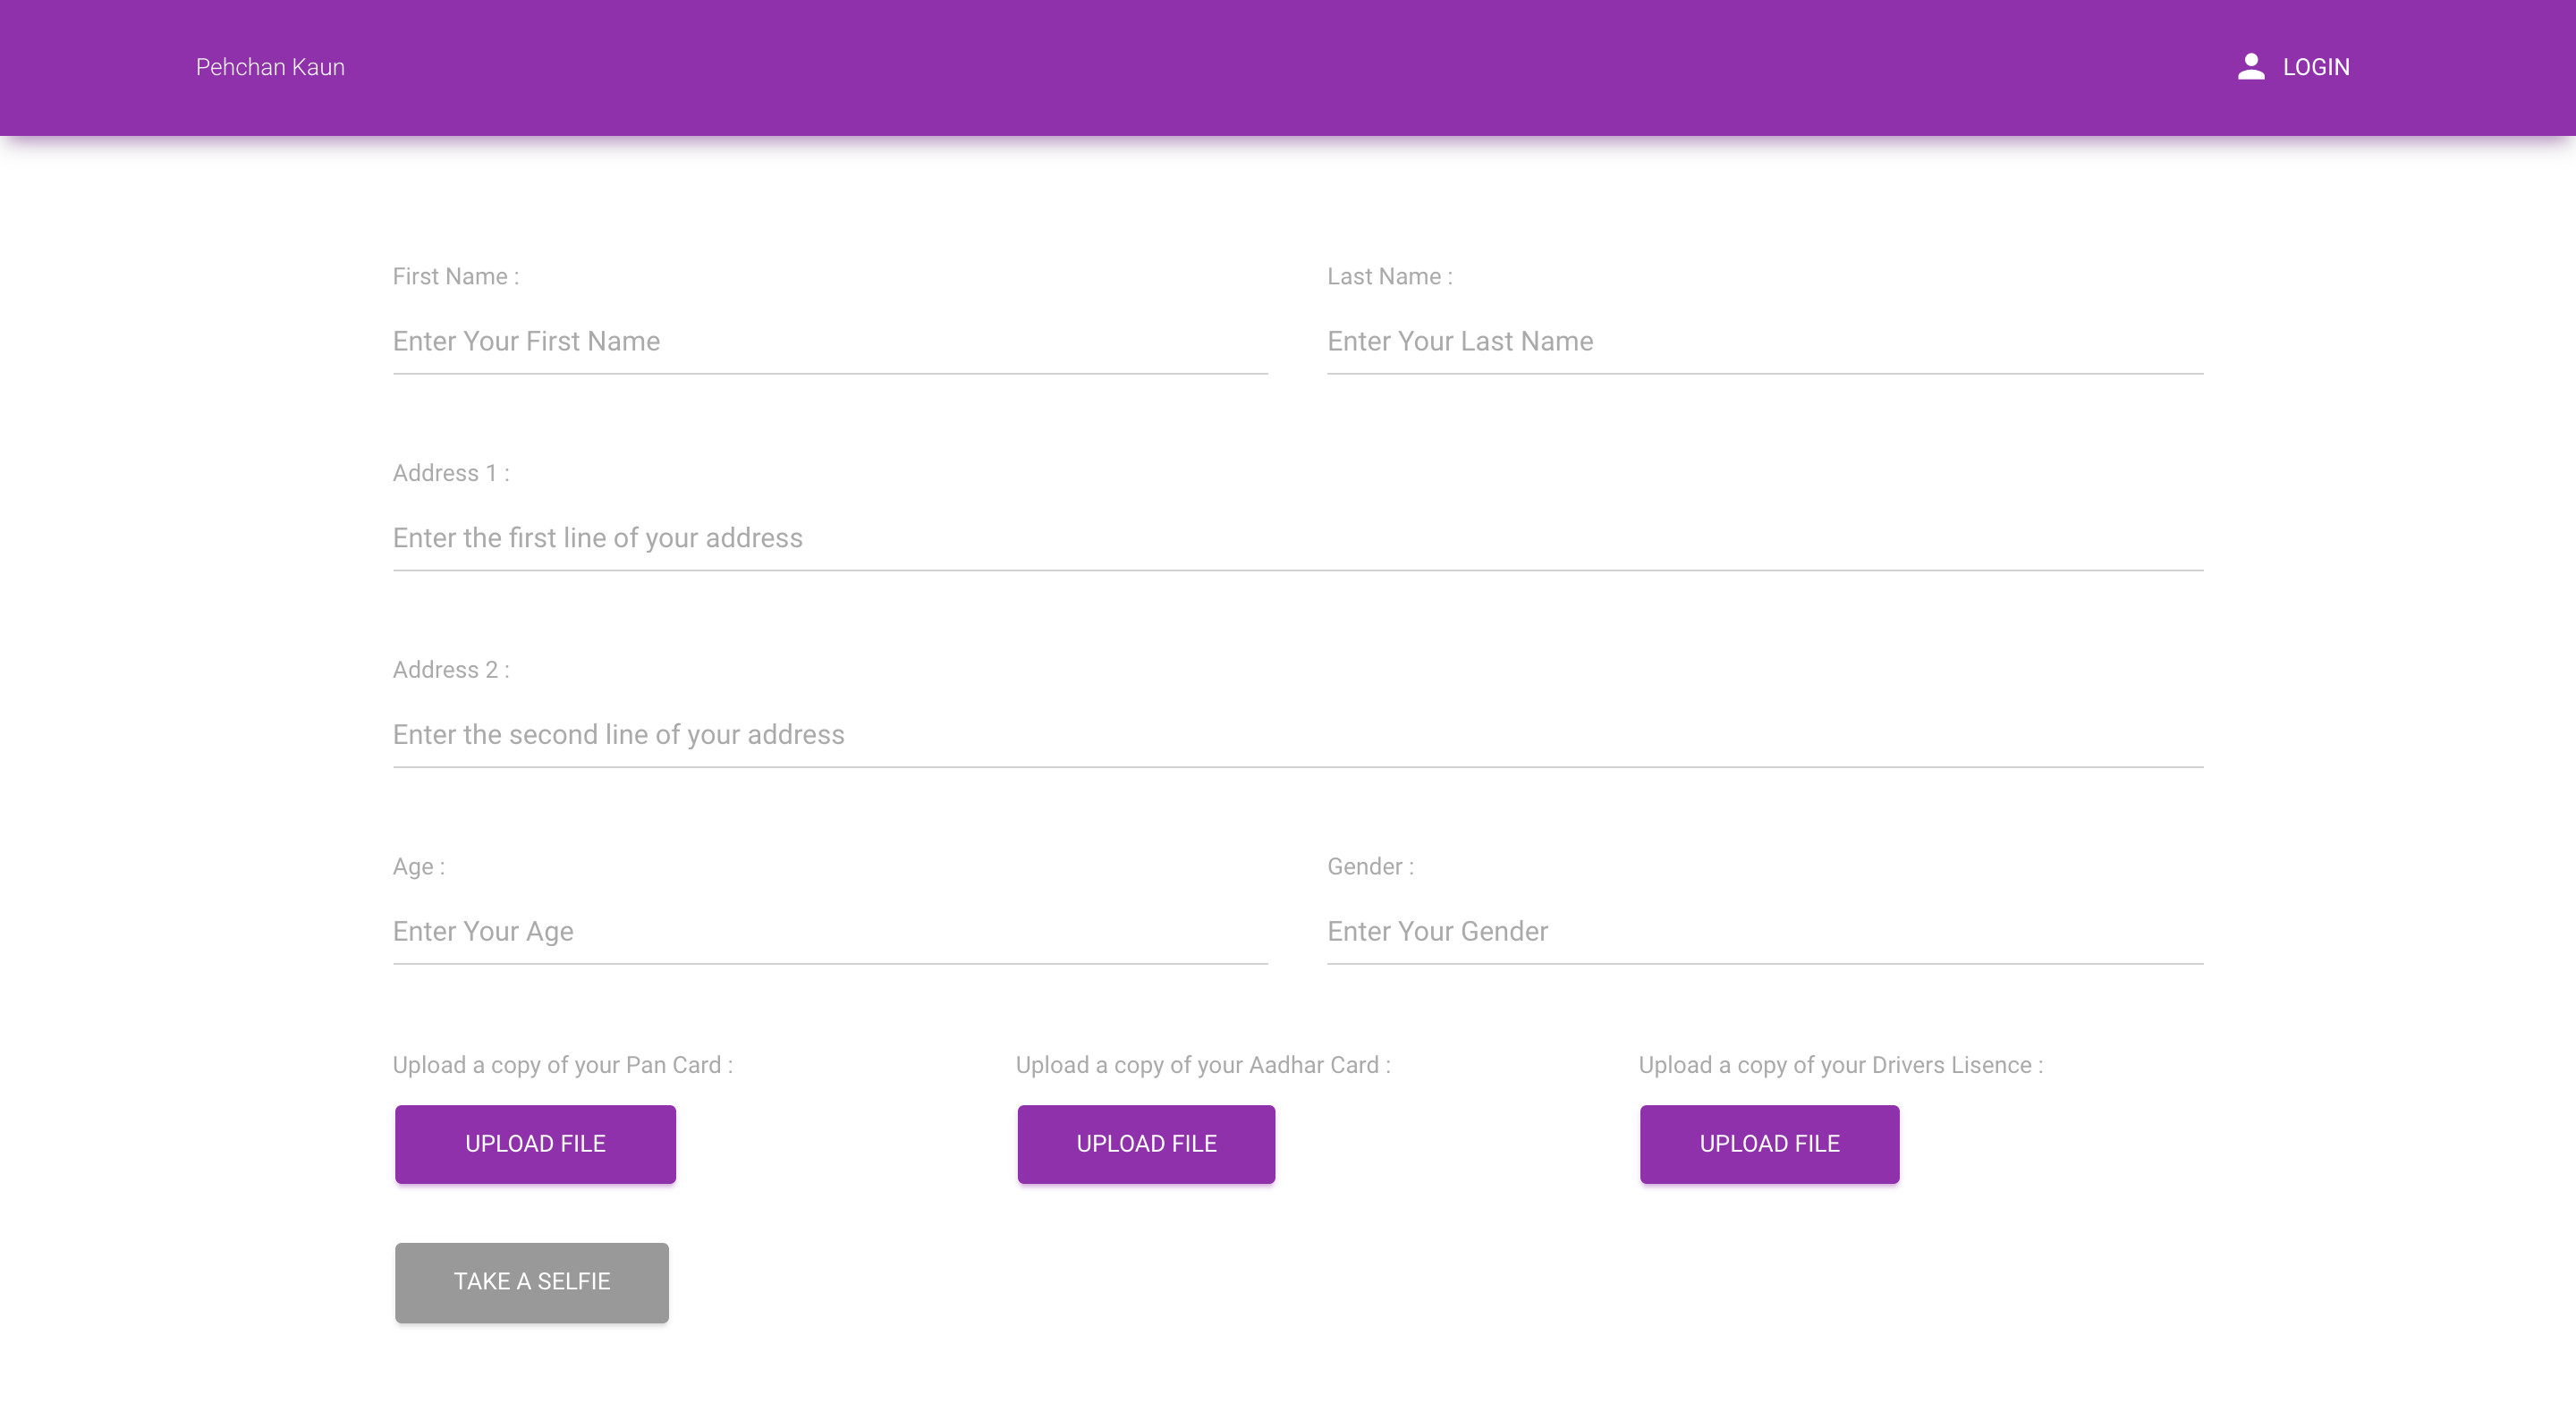 Pehchan Kaun
LOGIN
First Name :
Last Name :
Enter Your First Name
Enter Your Last Name
Address 1 :
Enter the first line of your address
Address 2 :
Enter the second line of your address
Age :
Gender :
Enter Your Age
Enter Your Gender
Upload a copy of your Pan Card :
Upload a copy of your Aadhar Card :
Upload a copy of your Drivers Lisence :
UPLOAD FILE
UPLOAD FILE
UPLOAD FILE
TAKE A SELFIE